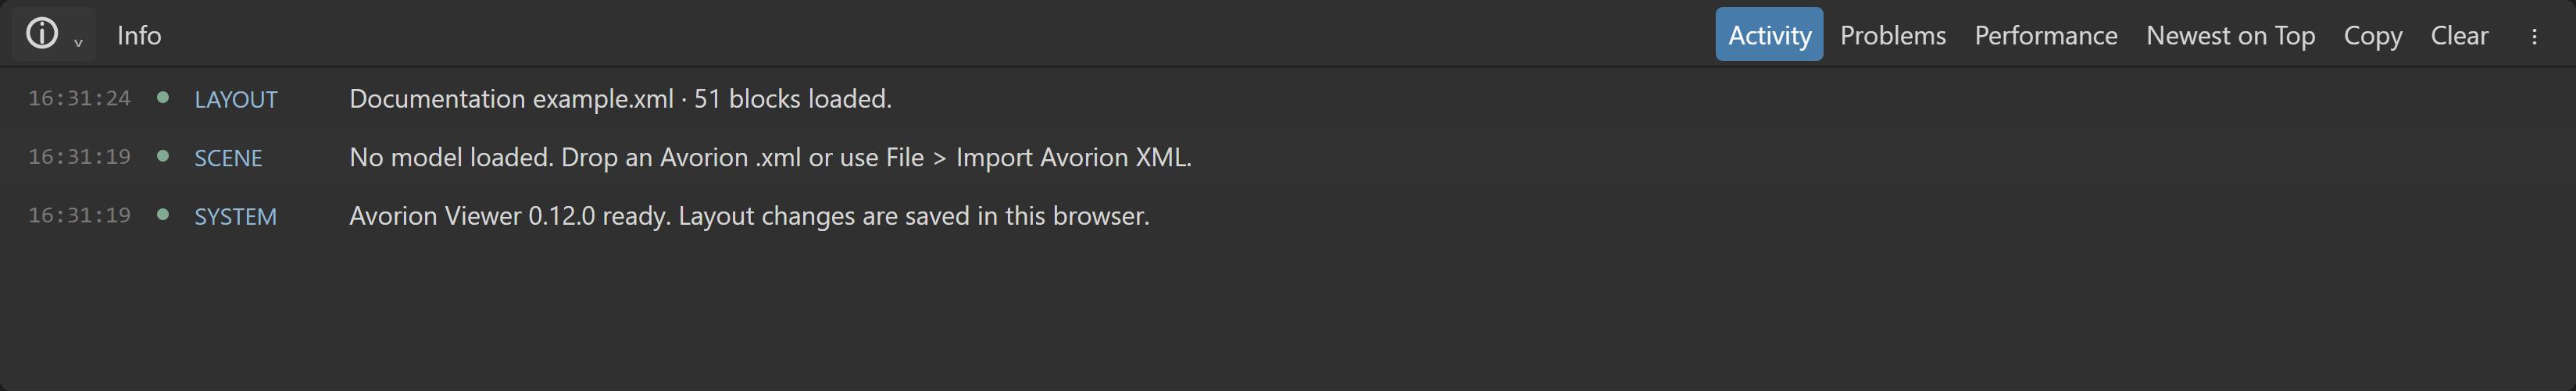 Info Activity Problems Performance Newest on Top Copy Clear
16:31:24 LAYOUT Documentation example.xml · 51 blocks loaded.
16:31:19 SCENE No model loaded. Drop an Avorion .xml or use File > Import Avorion XML.
16:31:19 SYSTEM Avorion Viewer 0.12.0 ready. Layout changes are saved in this browser.